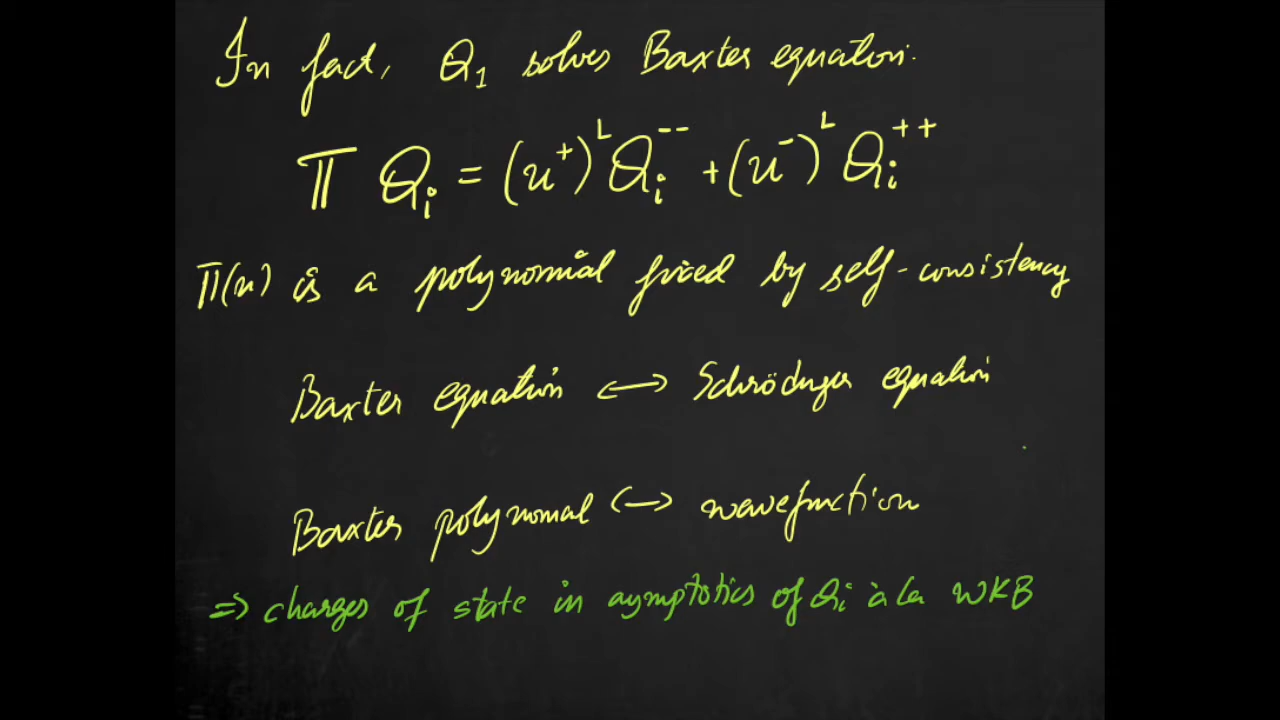 In fact, Q₁ solves Baxter equation.
𝕋 Qᵢ = (u⁺)ᴸ Qᵢ⁻⁻ + (u⁻)ᴸ Qᵢ⁺⁺
𝕋(u) is a polynomial fixed by self-consistency
Baxter equation ↔ Schrödinger equation
Baxter polynomial ↔ wavefunction
⇒ charges of state in asymptotics of Qᵢ à la WKB